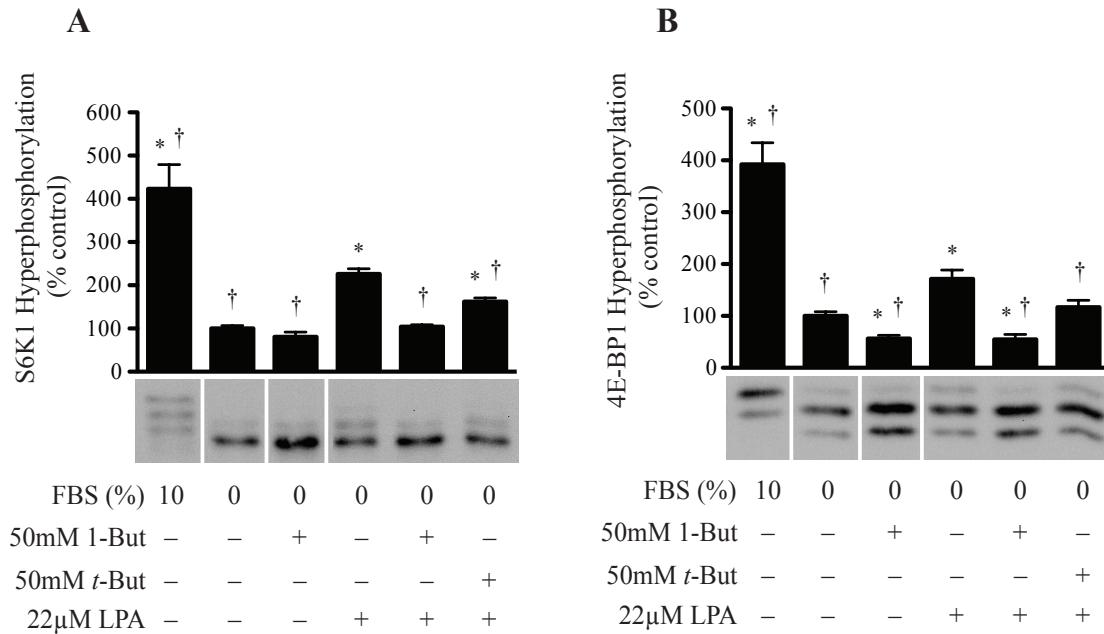 A
S6K1 Hyperphosphorylation
(% control)
600
500
400
300
200
100
0
* †
†
†
*
†
* †
FBS (%) 10 0 0 0 0 0
50mM 1-But – – + – + –
50mM t-But – – – – – +
22µM LPA – – – + + +
B
4E-BP1 Hyperphosphorylation
(% control)
500
400
300
200
100
0
* †
†
* †
*
* †
†
FBS (%) 10 0 0 0 0 0
50mM 1-But – – + – + –
50mM t-But – – – – – +
22µM LPA – – – + + +